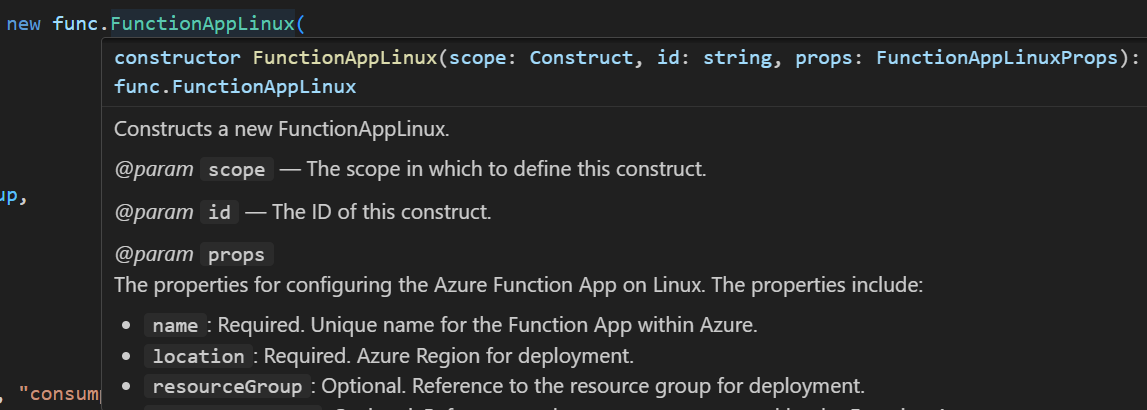 new func.FunctionAppLinux(
constructor FunctionAppLinux(scope: Construct, id: string, props: FunctionAppLinuxProps):
func.FunctionAppLinux
Constructs a new FunctionAppLinux.
@param scope — The scope in which to define this construct.
up,
@param id — The ID of this construct.
@param props
The properties for configuring the Azure Function App on Linux. The properties include:
• name: Required. Unique name for the Function App within Azure.
• location: Required. Azure Region for deployment.
• resourceGroup: Optional. Reference to the resource group for deployment.
, "consum